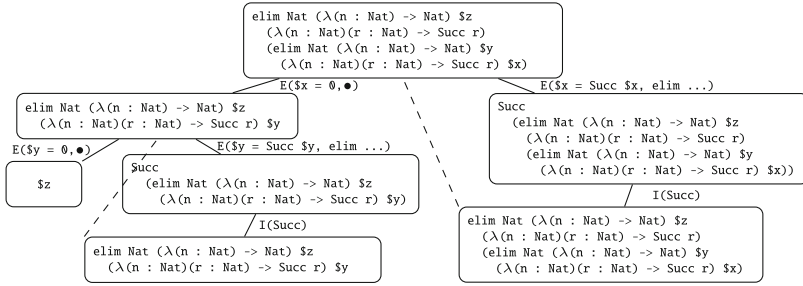 elim Nat (λ(n : Nat) -> Nat) $z
(λ(n : Nat)(r : Nat) -> Succ r)
(elim Nat (λ(n : Nat) -> Nat) $y
(λ(n : Nat)(r : Nat) -> Succ r) $x)
E($x = 0,●)
E($x = Succ $x, elim ...)
elim Nat (λ(n : Nat) -> Nat) $z
(λ(n : Nat)(r : Nat) -> Succ r) $y
Succ
(elim Nat (λ(n : Nat) -> Nat) $z
(λ(n : Nat)(r : Nat) -> Succ r)
(elim Nat (λ(n : Nat) -> Nat) $y
(λ(n : Nat)(r : Nat) -> Succ r) $x))
E($y = 0,●)
E($y = Succ $y, elim ...)
$z
Succ
(elim Nat (λ(n : Nat) -> Nat) $z
(λ(n : Nat)(r : Nat) -> Succ r) $y)
I(Succ)
I(Succ)
elim Nat (λ(n : Nat) -> Nat) $z
(λ(n : Nat)(r : Nat) -> Succ r) $y
elim Nat (λ(n : Nat) -> Nat) $z
(λ(n : Nat)(r : Nat) -> Succ r)
(elim Nat (λ(n : Nat) -> Nat) $y
(λ(n : Nat)(r : Nat) -> Succ r) $x)